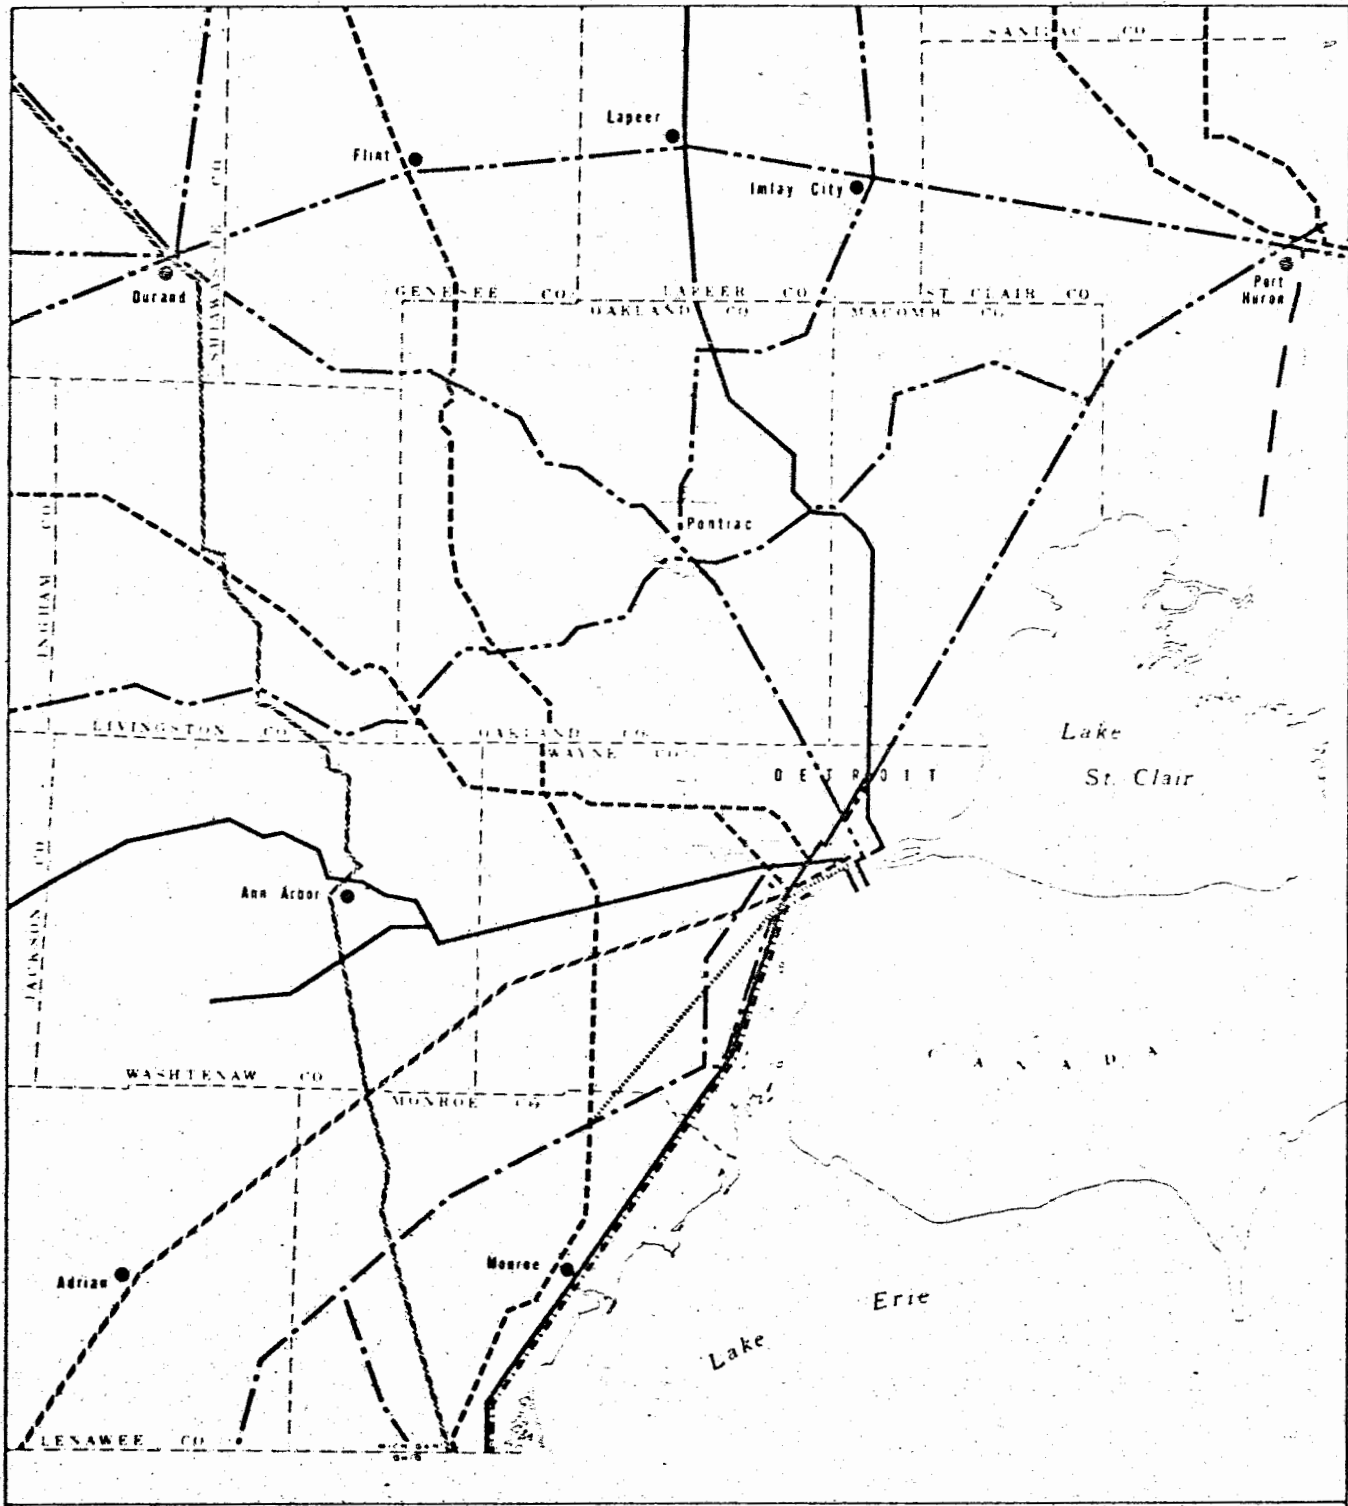 SANILAC CO
Lapeer
Flint
Imlay City
SHIAWASSEE CO
Durand
Port
Huron
GENESEE CO
LAPEER CO
ST CLAIR CO
OAKLAND CO
MACOMB CO
INGHAM CO
Pontiac
LIVINGSTON CO
OAKLAND CO
WAYNE CO
Lake
St. Clair
DETROIT
JACKSON CO
Ann Arbor
CANADA
WASHTENAW CO
MONROE CO
Adrian
Monroe
Lake Erie
LENAWEE CO